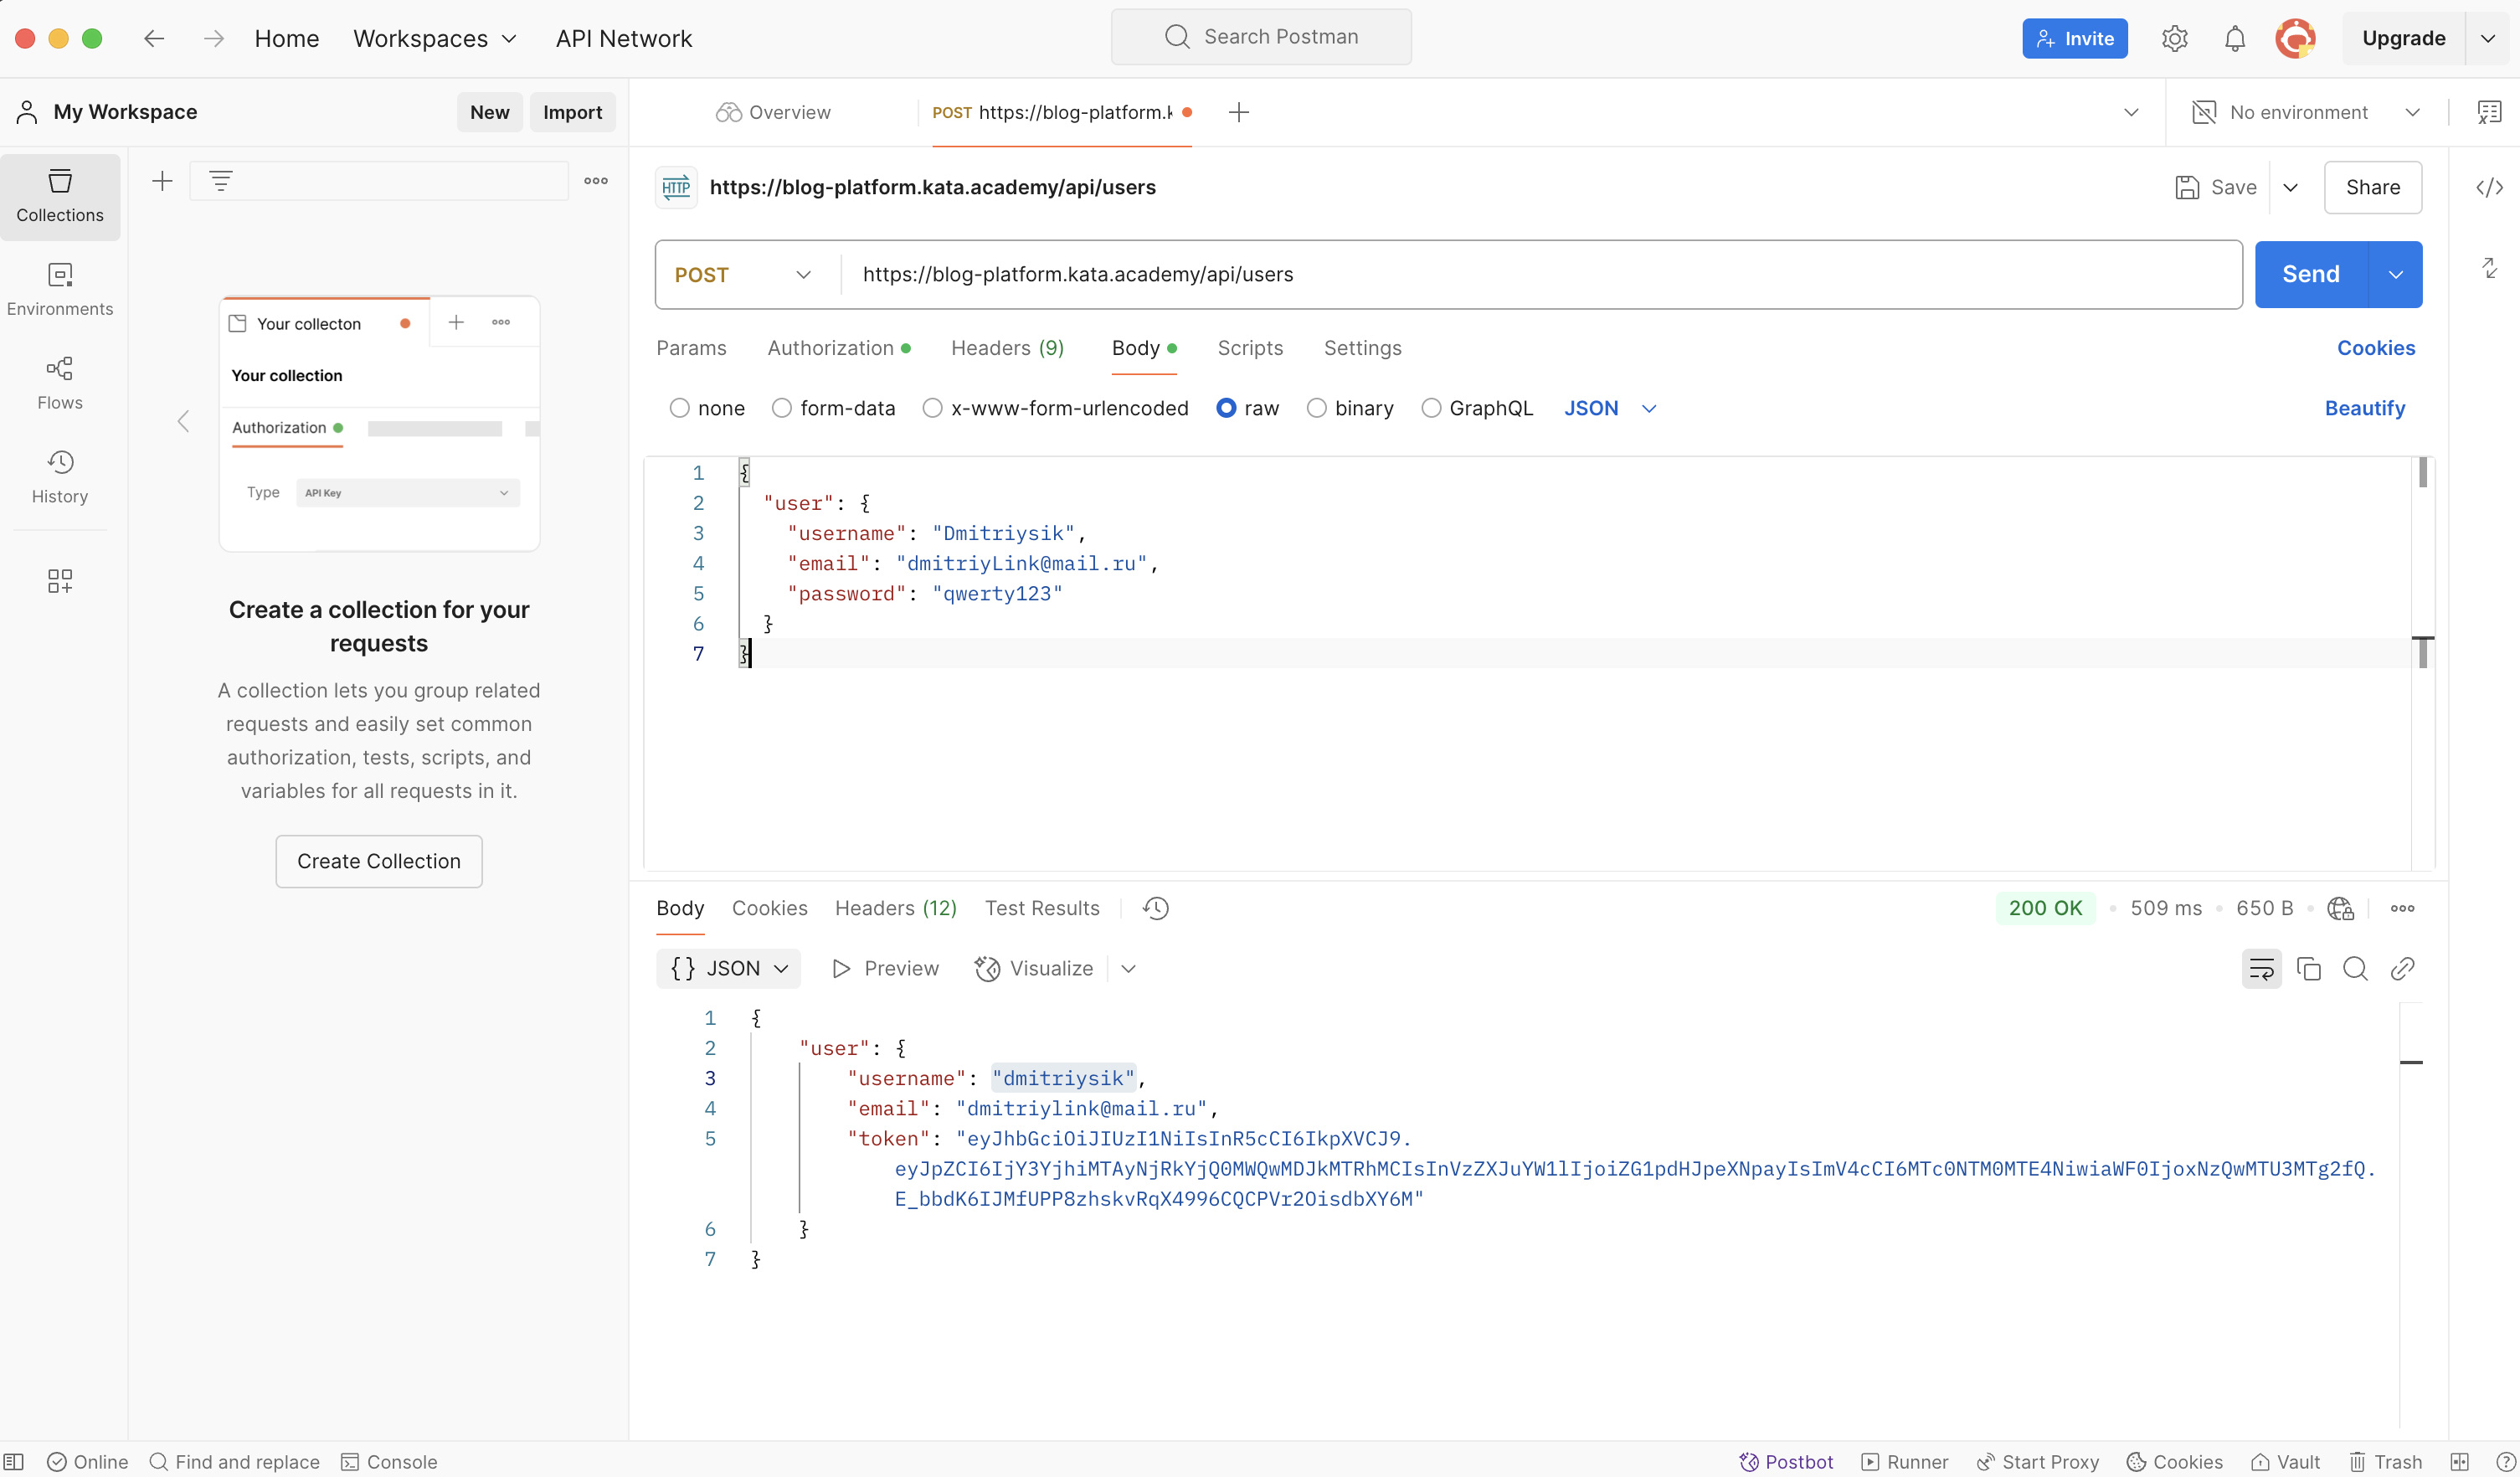 Home Workspaces API Network Search Postman Invite Upgrade
My Workspace New Import Overview POST https://blog-platform.k No environment
Collections
Environments
Flows
History
Your collecton
Your collection
Authorization
Type API Key
Create a collection for your
requests
A collection lets you group related
requests and easily set common
authorization, tests, scripts, and
variables for all requests in it.
Create Collection
HTTP https://blog-platform.kata.academy/api/users Save Share
POST https://blog-platform.kata.academy/api/users Send
Params Authorization Headers (9) Body Scripts Settings Cookies
none form-data x-www-form-urlencoded raw binary GraphQL JSON Beautify
1 {
2 "user": {
3 "username": "Dmitriysik",
4 "email": "dmitriyLink@mail.ru",
5 "password": "qwerty123"
6 }
7 }
Body Cookies Headers (12) Test Results 200 OK 509 ms 650 B
{} JSON Preview Visualize
1 {
2 "user": {
3 "username": "dmitriysik",
4 "email": "dmitriylink@mail.ru",
5 "token": "eyJhbGciOiJIUzI1NiIsInR5cCI6IkpXVCJ9.
eyJpZCI6IjY3YjhiMTAyNjRkYjQ0MWQwMDJkMTRhMCIsInVzZXJuYW1lIjoiZG1pdHJpeXNpayIsImV4cCI6MTc0NTM0MTE4NiwiaWF0IjoxNzQwMTU3MTg2fQ.
E_bbdK6IJMfUPP8zhskvRqX4996CQCPVr2OisdbXY6M"
6 }
7 }
Online Find and replace Console Postbot Runner Start Proxy Cookies Vault Trash